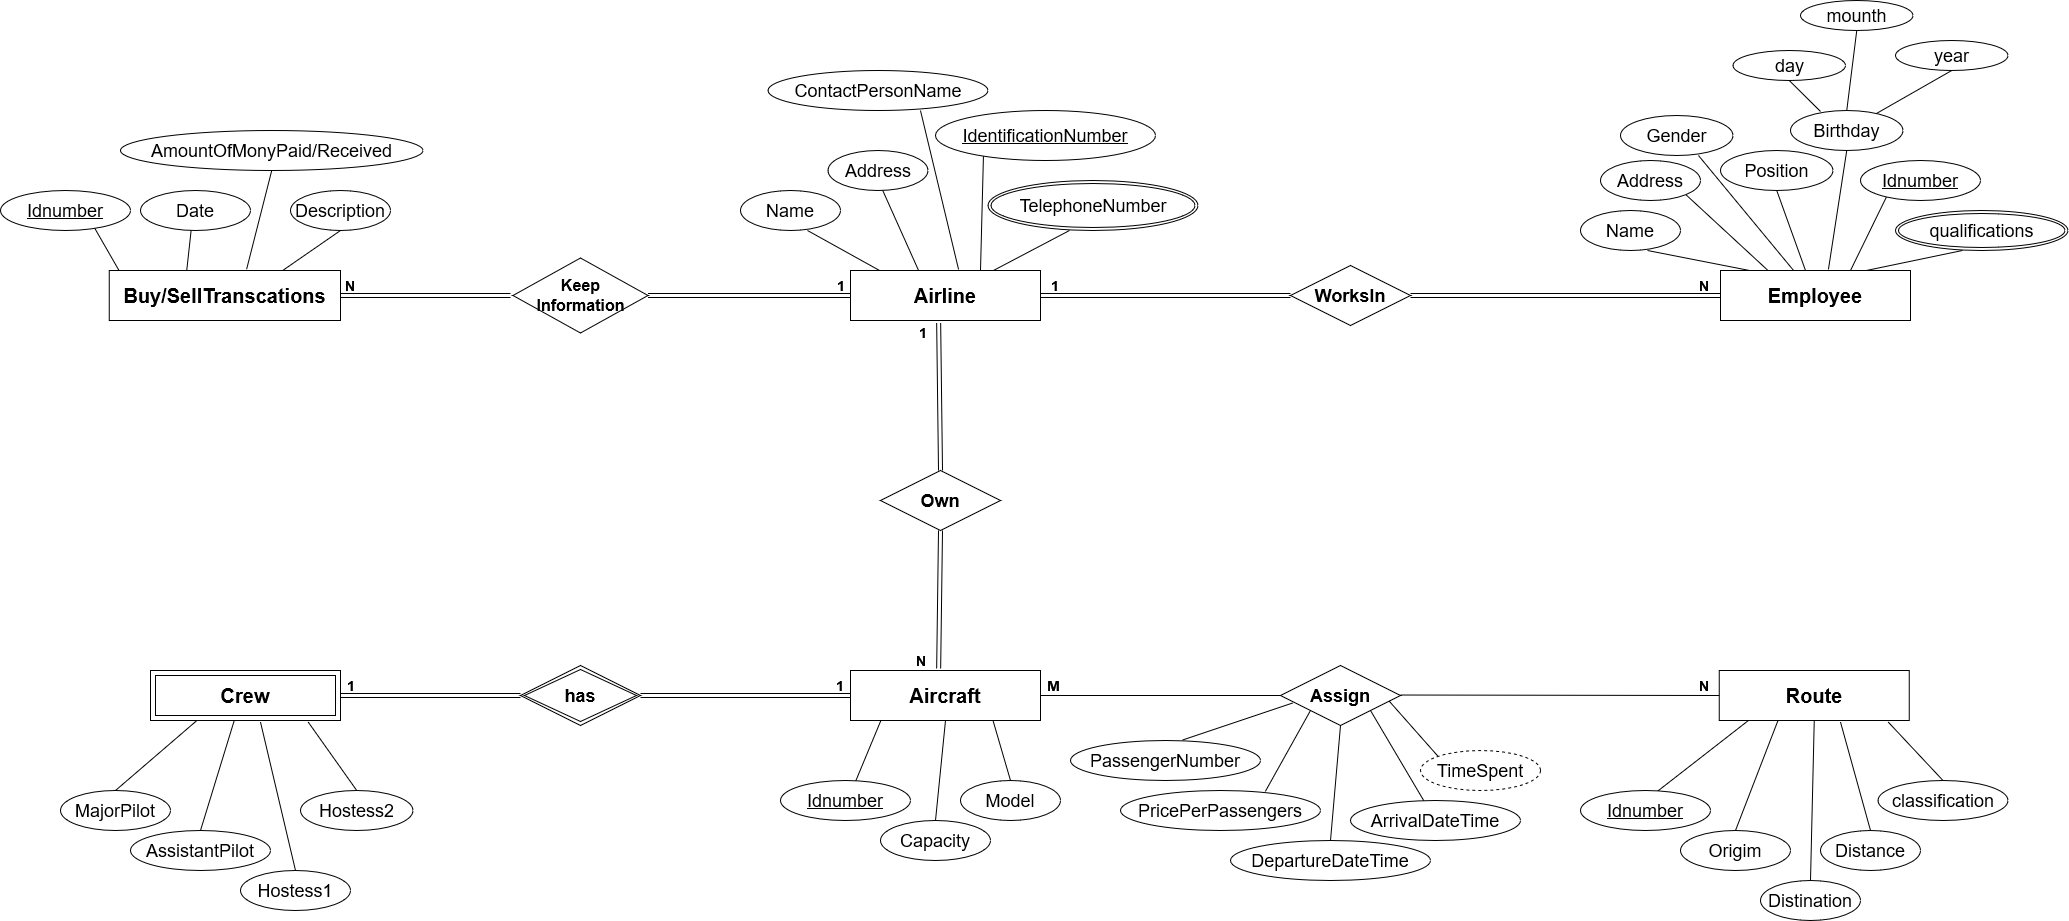 mounth
day
year
ContactPersonName
Birthday
IdentificationNumber
Gender
AmountOfMonyPaid/Received
Address
Position
Address
Idnumber
Idnumber
Date
Description
Name
TelephoneNumber
Name
qualifications
Buy/SellTranscations
N
Keep
Information
1
Airline
1
WorksIn
N
Employee
1
Own
N
Crew
1
has
1
Aircraft
M
Assign
N
Route
PassengerNumber
TimeSpent
MajorPilot
Hostess2
Idnumber
Model
PricePerPassengers
ArrivalDateTime
Idnumber
classification
AssistantPilot
Capacity
DepartureDateTime
Origim
Distance
Hostess1
Distination